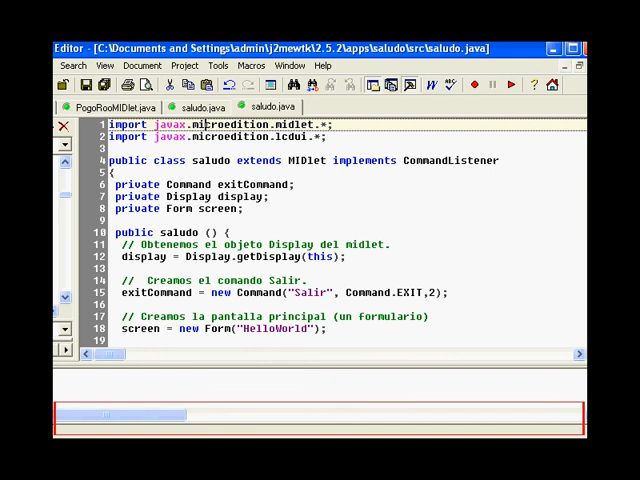 Editor - [C:\Documents and Settings\admin\j2mewtk\2.5.2\apps\saludo\src\saludo.java]
Search View Document Project Tools Macros Window Help
PogoRooMIDlet.java saludo.java saludo.java
1 import javax.microedition.midlet.*;
2 import javax.microedition.lcdui.*;
3
4 public class saludo extends MIDlet implements CommandListener
5 {
6 private Command exitCommand;
7 private Display display;
8 private Form screen;
9
10 public saludo () {
11 // Obtenemos el objeto Display del midlet.
12 display = Display.getDisplay(this);
13
14 // Creamos el comando Salir.
15 exitCommand = new Command("Salir", Command.EXIT,2);
16
17 // Creamos la pantalla principal (un formulario)
18 screen = new Form("HelloWorld");
19